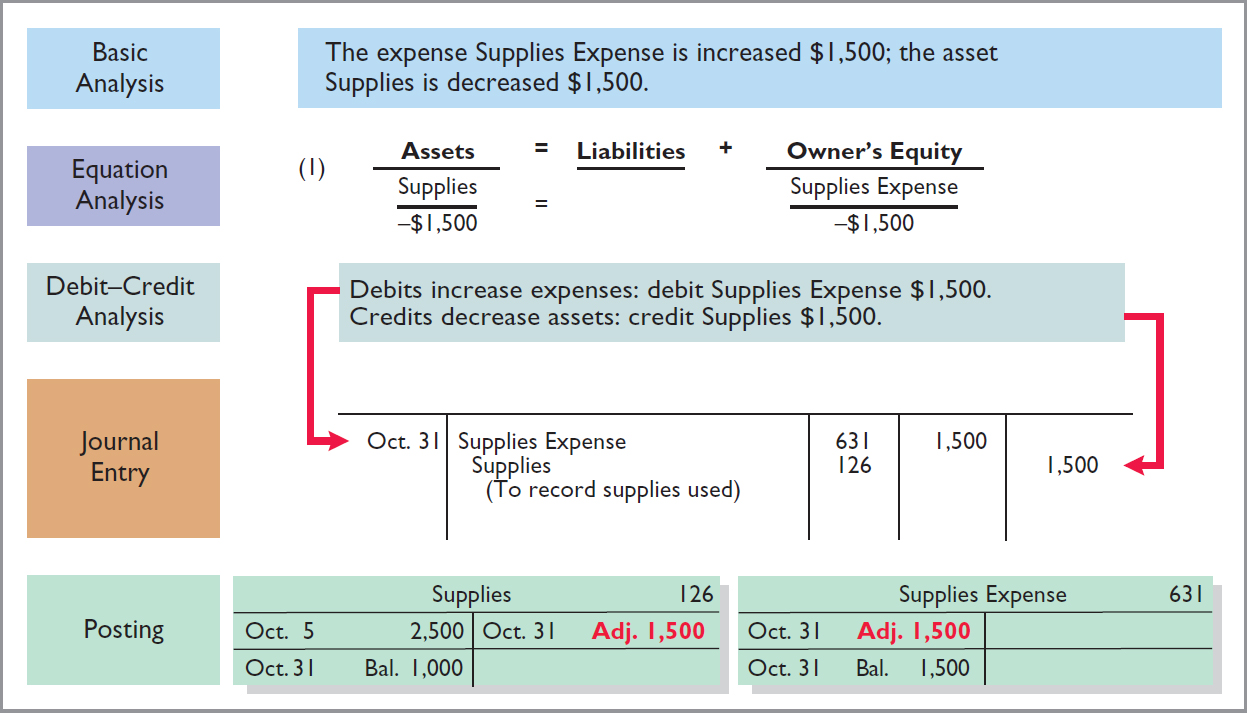 Basic
Analysis
The expense Supplies Expense is increased $1,500; the asset
Supplies is decreased $1,500.
Equation
Analysis
(1)
Assets = Liabilities + Owner's Equity
Supplies = Supplies Expense
–$1,500 –$1,500
Debit–Credit
Analysis
Debits increase expenses: debit Supplies Expense $1,500.
Credits decrease assets: credit Supplies $1,500.
Journal
Entry
Oct. 31 Supplies Expense 631 1,500
Supplies 126 1,500
(To record supplies used)
Posting
Supplies 126
Oct. 5 2,500 Oct. 31 Adj. 1,500
Oct. 31 Bal. 1,000
Supplies Expense 631
Oct. 31 Adj. 1,500
Oct. 31 Bal. 1,500